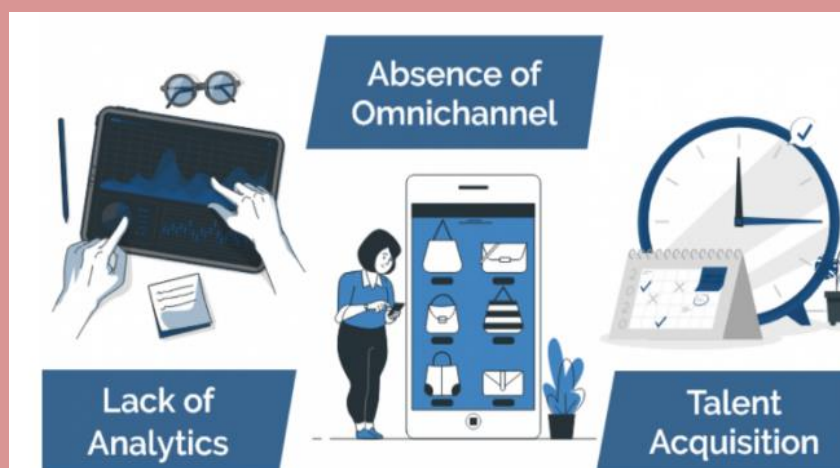 Absence of
Omnichannel
Lack of
Analytics
Talent
Acquisition